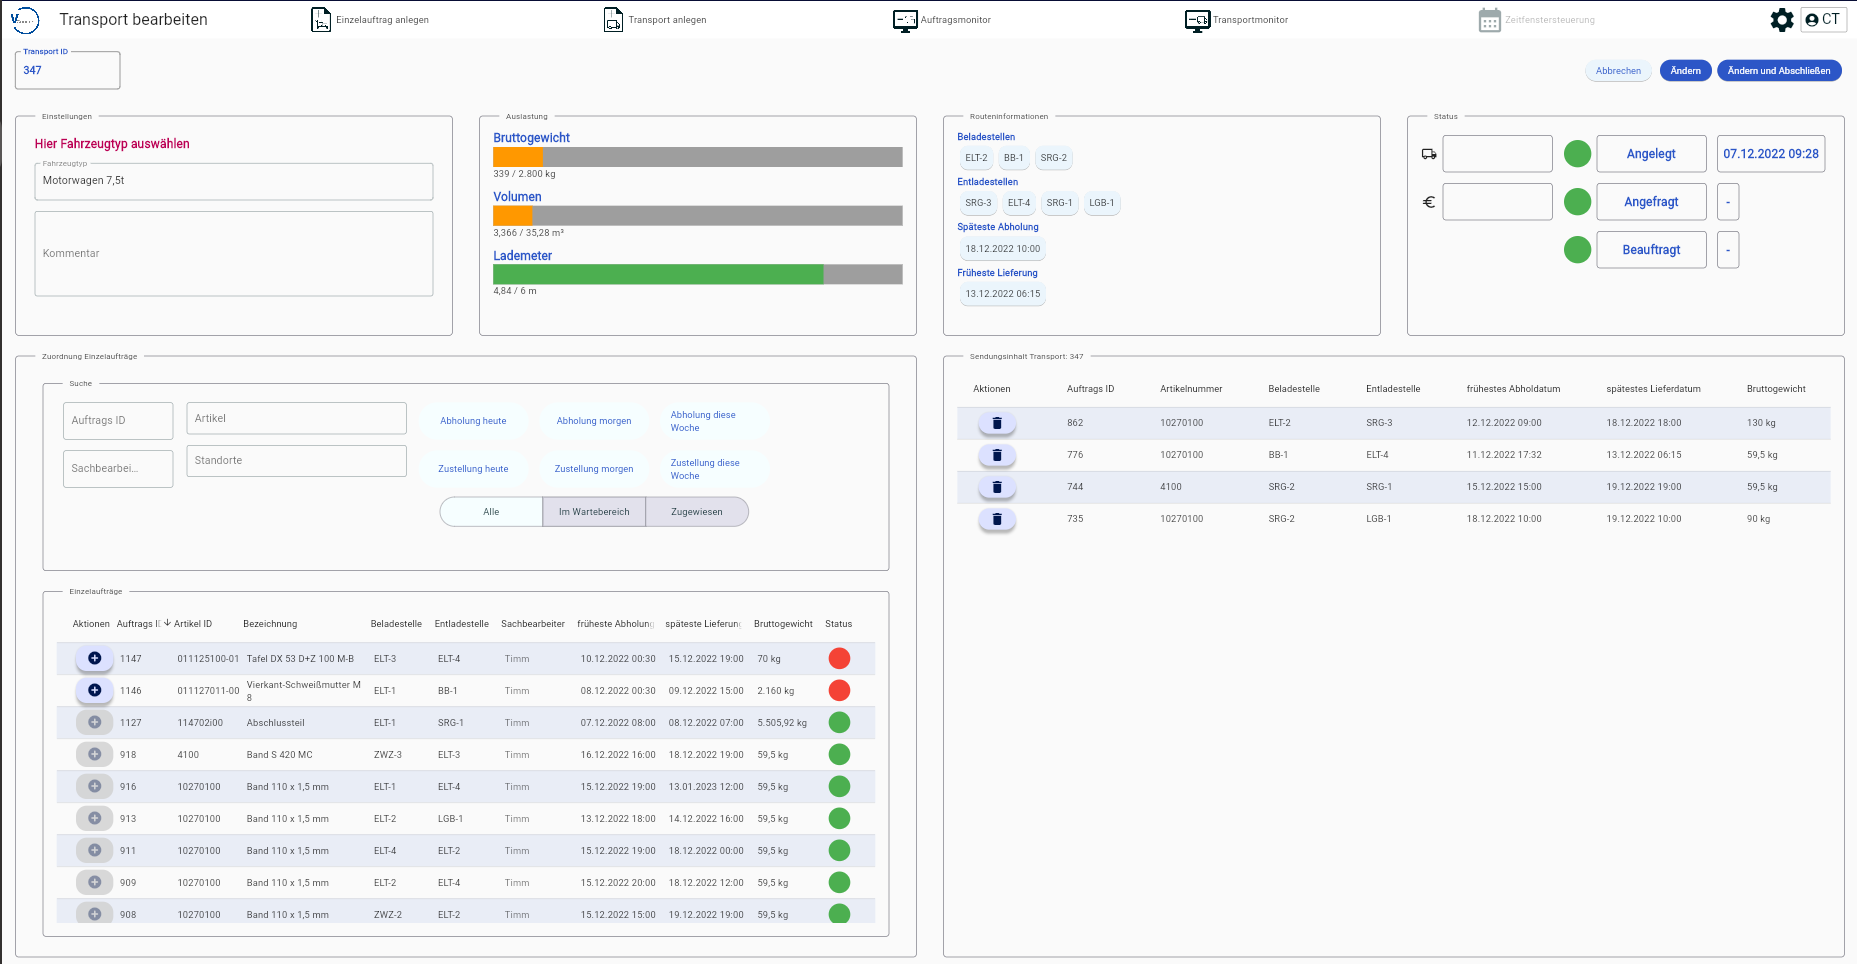 Transport bearbeiten
Einzelauftrag anlegen
Transport anlegen
Auftragsmonitor
Transportmonitor
Zeitfenstersteuerung
CT
Transport ID
347
Abbrechen
Ändern
Ändern und Abschließen
Einstellungen
Hier Fahrzeugtyp auswählen
Fahrzeugtyp
Motorwagen 7,5t
Kommentar
Auslastung
Bruttogewicht
339 / 2.800 kg
Volumen
3,366 / 35,28 m³
Lademeter
4,84 / 6 m
Routeninformationen
Beladestellen
ELT-2 BB-1 SRG-2
Entladestellen
SRG-3 ELT-4 SRG-1 LGB-1
Späteste Abholung
18.12.2022 10:00
Früheste Lieferung
13.12.2022 06:15
Status
Angelegt 07.12.2022 09:28
€ Angefragt -
Beauftragt -
Zuordnung Einzelaufträge
Suche
Auftrags ID
Artikel
Sachbearbei...
Standorte
Abholung heute
Abholung morgen
Abholung diese
Woche
Zustellung heute
Zustellung morgen
Zustellung diese
Woche
Alle Im Wartebereich Zugewiesen
Einzelaufträge
Aktionen Auftrags I Artikel ID Bezeichnung Beladestelle Entladestelle Sachbearbeiter früheste Abholun späteste Lieferun Bruttogewicht Status
1147 011125100-01 Tafel DX 53 D+Z 100 M-B ELT-3 ELT-4 Timm 10.12.2022 00:30 15.12.2022 19:00 70 kg
1146 011127011-00 Vierkant-Schweißmutter M
8 ELT-1 BB-1 Timm 08.12.2022 00:30 09.12.2022 15:00 2.160 kg
1127 114702i00 Abschlussteil ELT-1 SRG-1 Timm 07.12.2022 08:00 08.12.2022 07:00 5.505,92 kg
918 4100 Band S 420 MC ZWZ-3 ELT-3 Timm 16.12.2022 16:00 18.12.2022 19:00 59,5 kg
916 10270100 Band 110 x 1,5 mm ELT-1 ELT-4 Timm 15.12.2022 19:00 13.01.2023 12:00 59,5 kg
913 10270100 Band 110 x 1,5 mm ELT-2 LGB-1 Timm 13.12.2022 18:00 14.12.2022 16:00 59,5 kg
911 10270100 Band 110 x 1,5 mm ELT-4 ELT-2 Timm 15.12.2022 19:00 18.12.2022 00:00 59,5 kg
909 10270100 Band 110 x 1,5 mm ELT-2 ELT-4 Timm 15.12.2022 20:00 18.12.2022 12:00 59,5 kg
908 10270100 Band 110 x 1,5 mm ZWZ-2 ELT-2 Timm 15.12.2022 15:00 19.12.2022 19:00 59,5 kg
Sendungsinhalt Transport: 347
Aktionen Auftrags ID Artikelnummer Beladestelle Entladestelle frühestes Abholdatum spätestes Lieferdatum Bruttogewicht
862 10270100 ELT-2 SRG-3 12.12.2022 09:00 18.12.2022 18:00 130 kg
776 10270100 BB-1 ELT-4 11.12.2022 17:32 13.12.2022 06:15 59,5 kg
744 4100 SRG-2 SRG-1 15.12.2022 15:00 19.12.2022 19:00 59,5 kg
735 10270100 SRG-2 LGB-1 18.12.2022 10:00 19.12.2022 10:00 90 kg